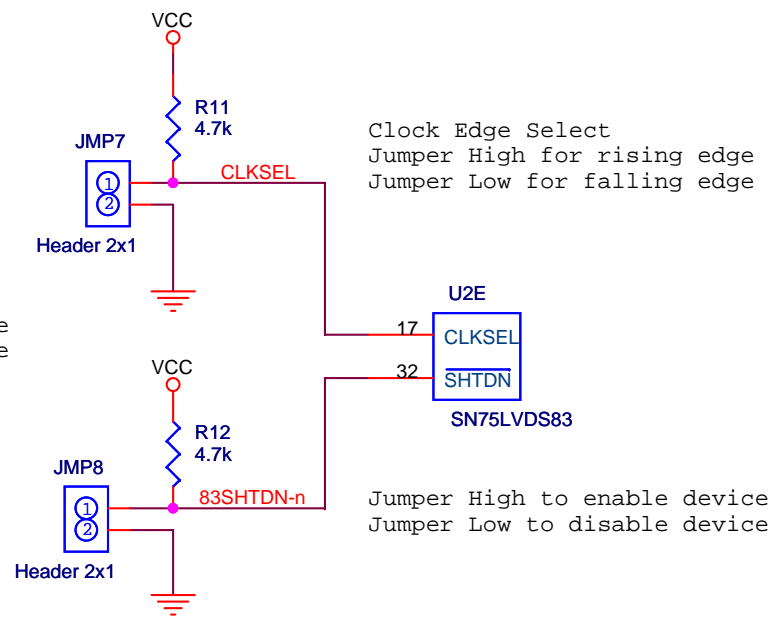 VCC
R11
4.7k
JMP7
1
2
Header 2x1
CLKSEL
Clock Edge Select
Jumper High for rising edge
Jumper Low for falling edge
U2E
17
CLKSEL
32
SHTDN
SN75LVDS83
e
e
VCC
R12
4.7k
JMP8
1
2
Header 2x1
83SHTDN-n
Jumper High to enable device
Jumper Low to disable device